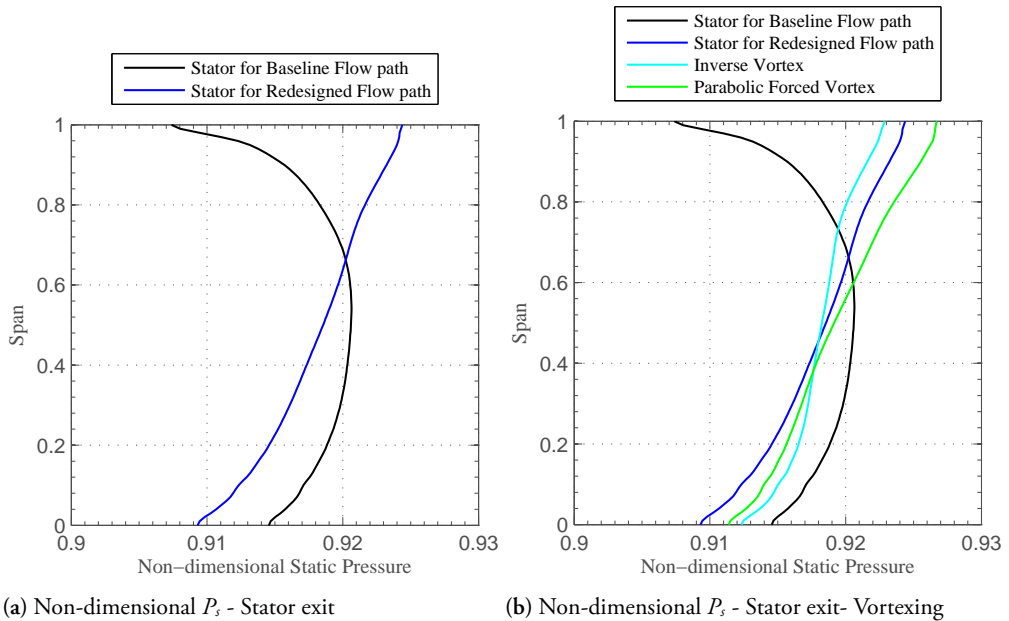 Stator for Baseline Flow path
Stator for Redesigned Flow path
1
0.8
0.6
0.4
0.2
0
Span
0.9
0.91
0.92
0.93
Non−dimensional Static Pressure
(a) Non-dimensional Ps - Stator exit
Stator for Baseline Flow path
Stator for Redesigned Flow path
Inverse Vortex
Parabolic Forced Vortex
1
0.8
0.6
0.4
0.2
0
Span
0.9
0.91
0.92
0.93
Non−dimensional Static Pressure
(b) Non-dimensional Ps - Stator exit- Vortexing